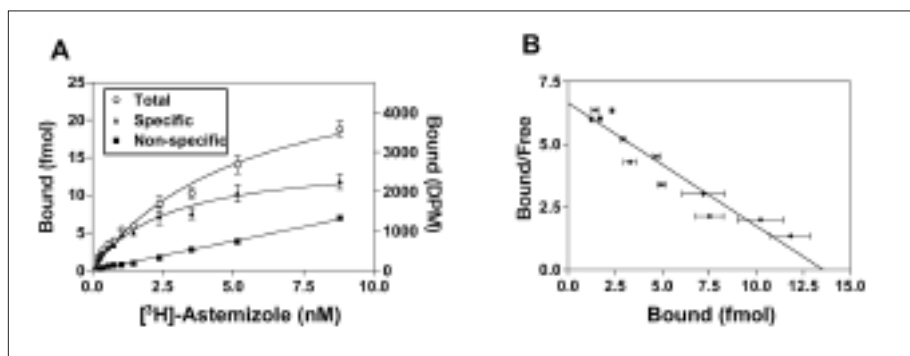 A
25
20
15
10
5
0
Bound (fmol)
Total
Specific
Non-specific
4000
3000
2000
1000
0
Bound (DPM)
0.0 2.5 5.0 7.5 10.0
[³H]-Astemizole (nM)
B
7.5
5.0
2.5
0.0
Bound/Free
0.0 2.5 5.0 7.5 10.0 12.5 15.0
Bound (fmol)